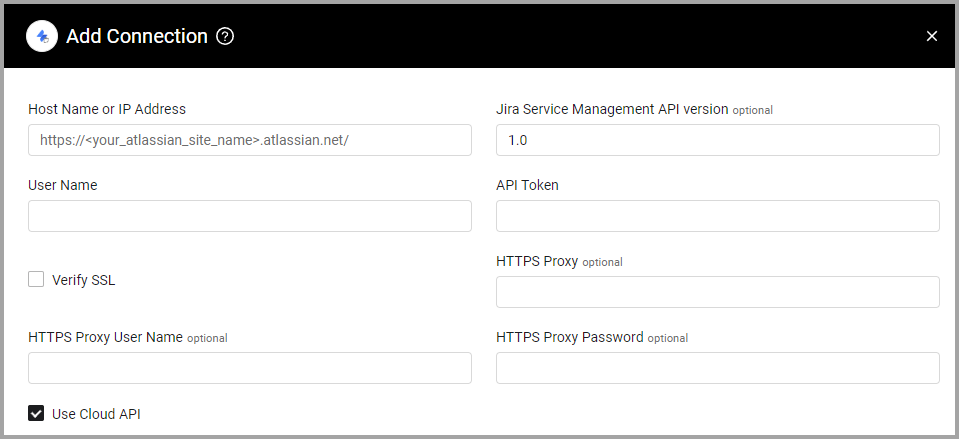 Add Connection ?
Host Name or IP Address
https://<your_atlassian_site_name>.atlassian.net/
Jira Service Management API version optional
1.0
User Name
API Token
Verify SSL
HTTPS Proxy optional
HTTPS Proxy User Name optional
HTTPS Proxy Password optional
Use Cloud API